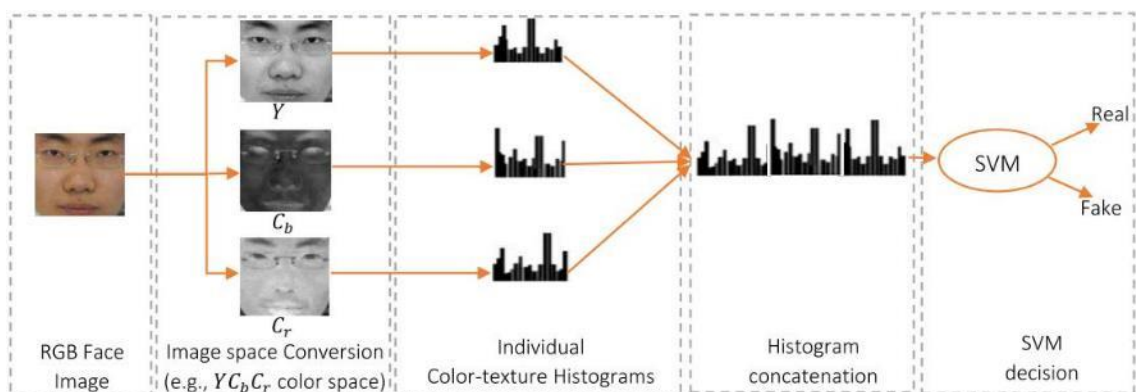 Y
C_b
C_r
SVM
Real
Fake
RGB Face
Image
Image space Conversion
(e.g., YC_bC_r color space)
Individual
Color-texture Histograms
Histogram
concatenation
SVM
decision